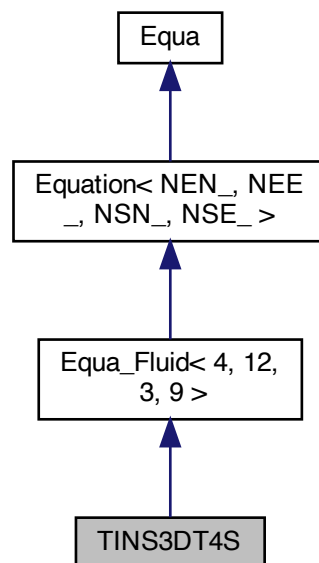 Equa
Equation< NEN_, NEE
_, NSN_, NSE_ >
Equa_Fluid< 4, 12,
3, 9 >
TINS3DT4S